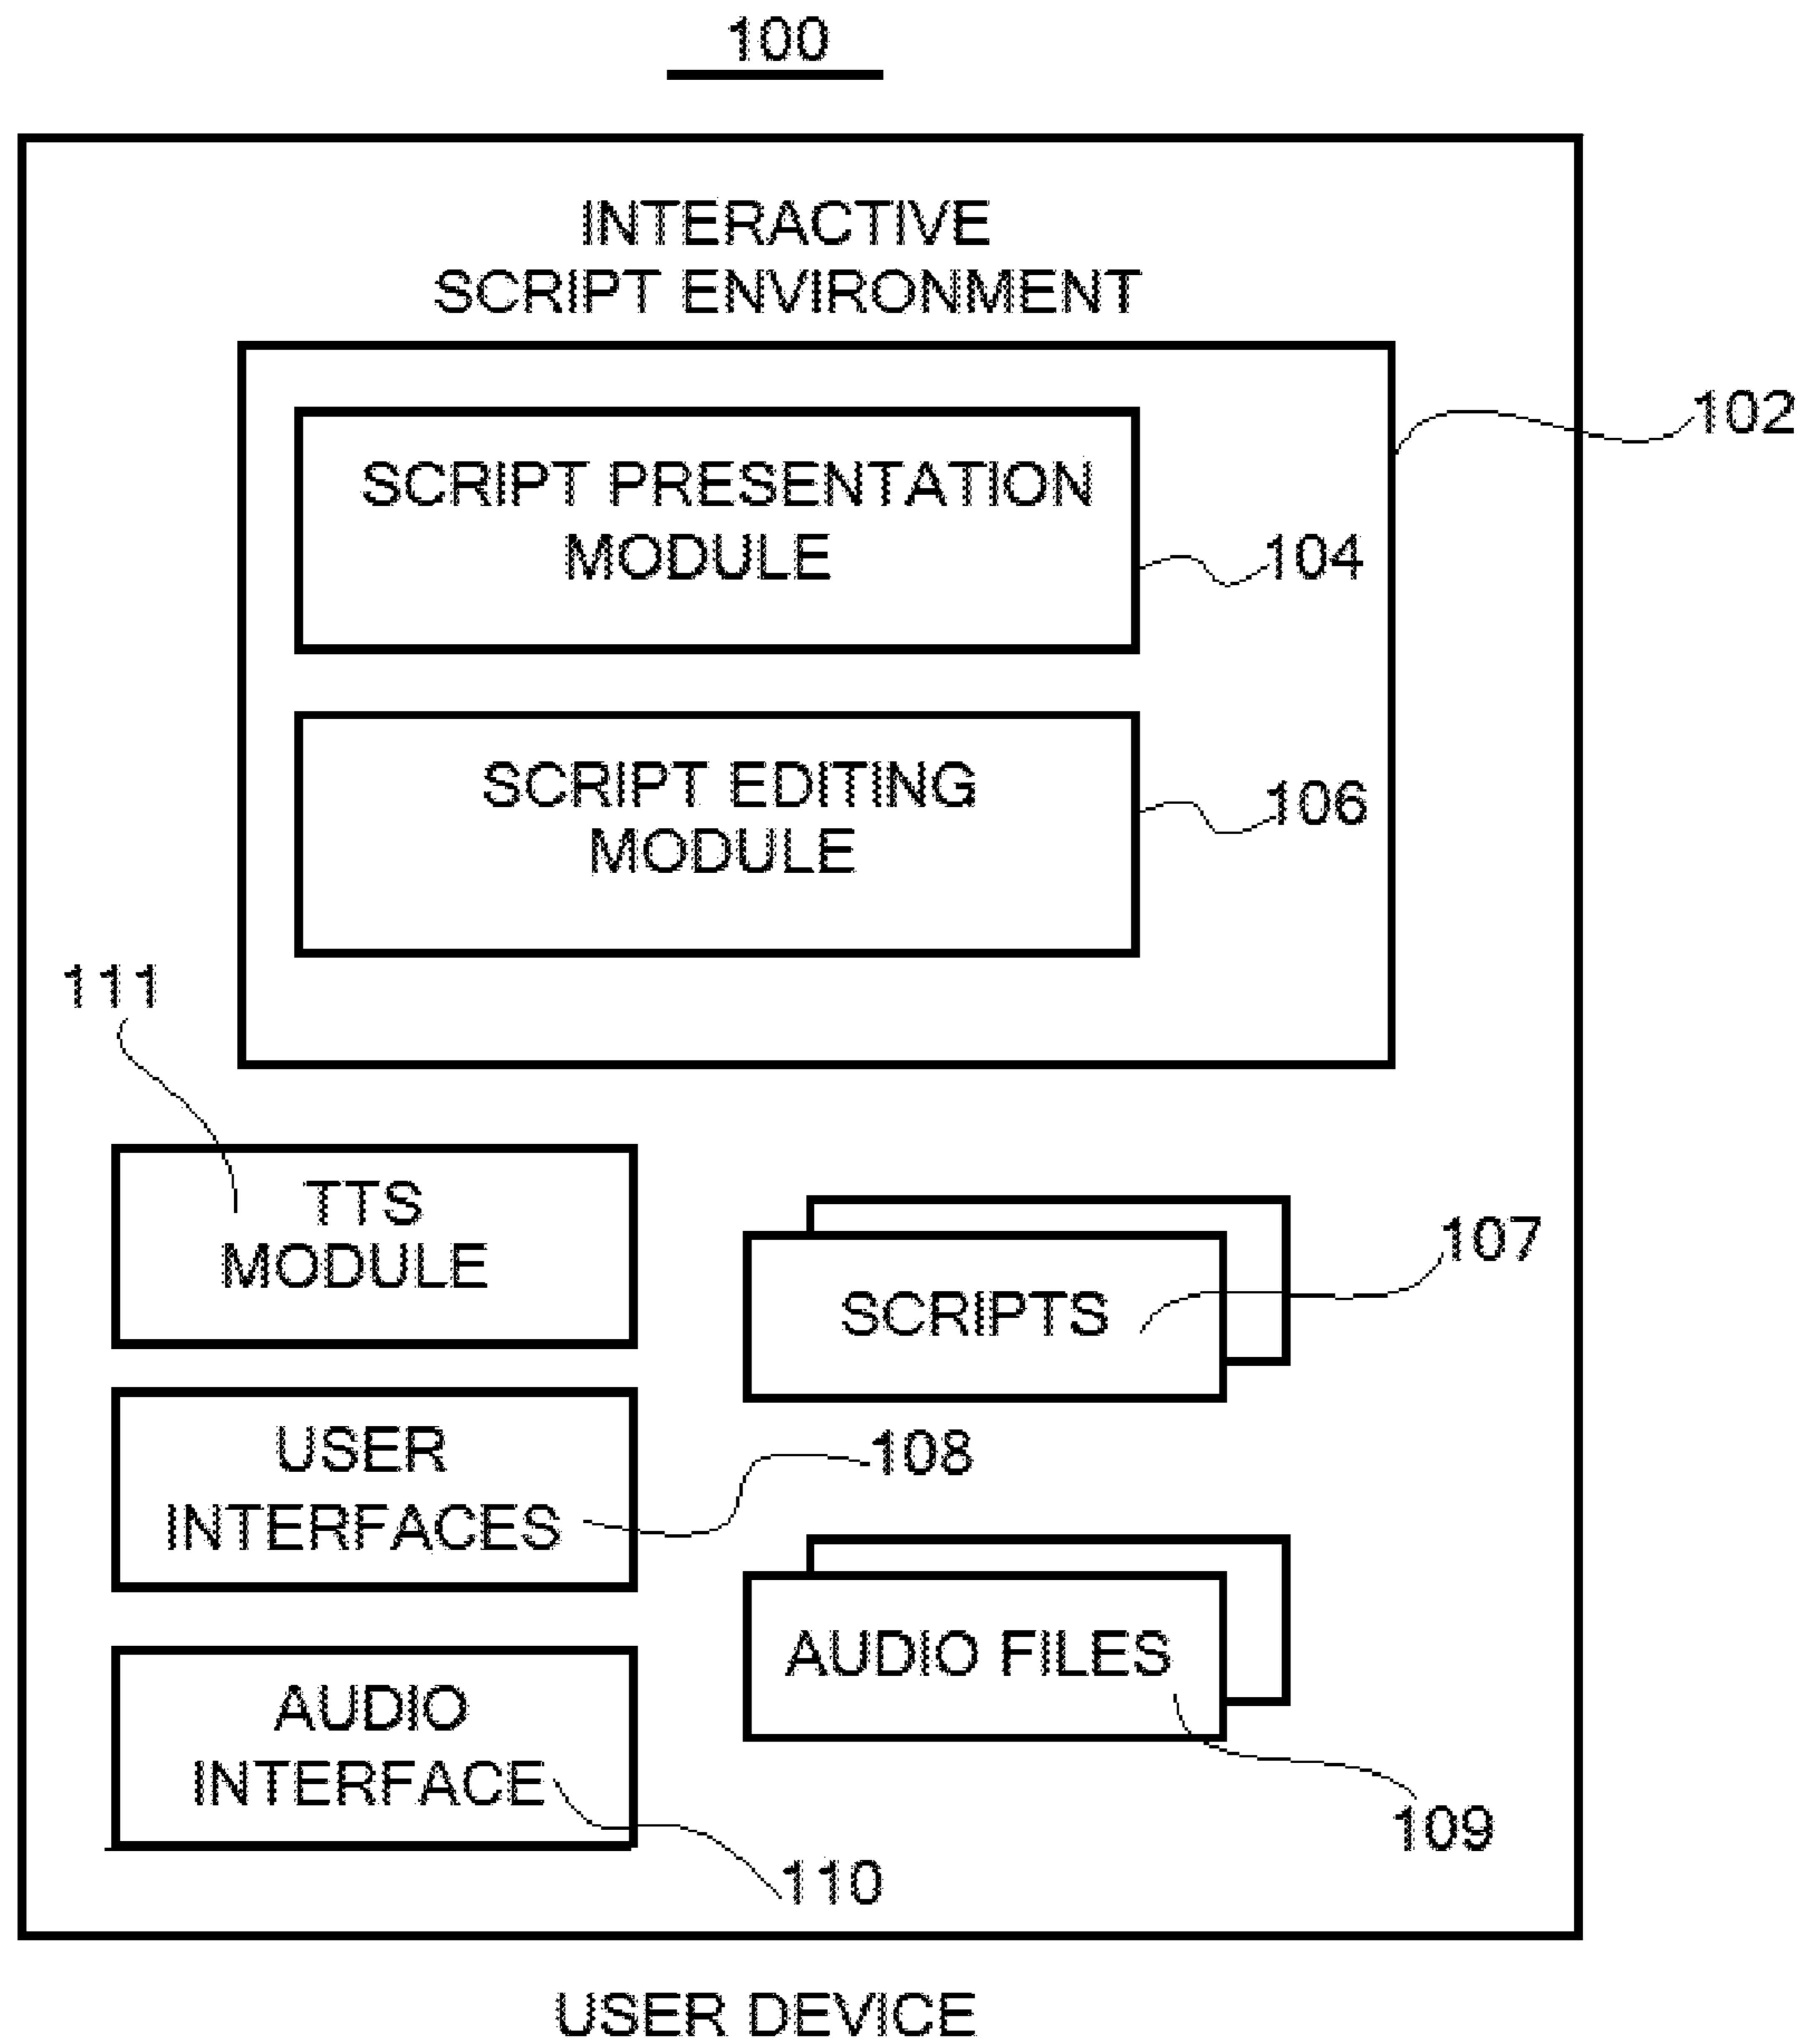 100
INTERACTIVE
SCRIPT ENVIRONMENT
102
SCRIPT PRESENTATION
MODULE
104
SCRIPT EDITING
MODULE
106
111
TTS
MODULE
107
SCRIPTS
USER
INTERFACES
108
AUDIO FILES
109
AUDIO
INTERFACE
110
USER DEVICE